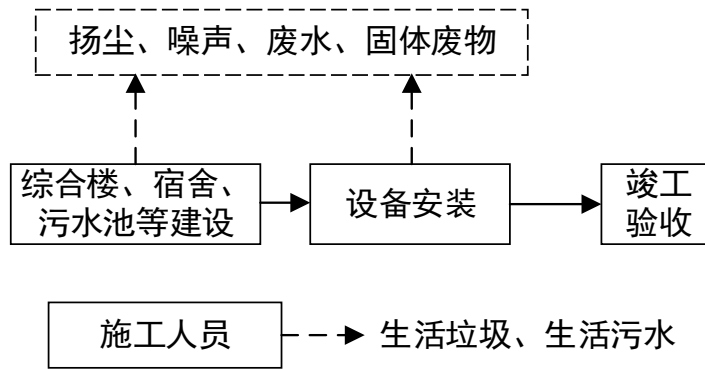 扬尘、噪声、废水、固体废物
综合楼、宿舍、
污水池等建设
设备安装
竣工
验收
施工人员
生活垃圾、生活污水